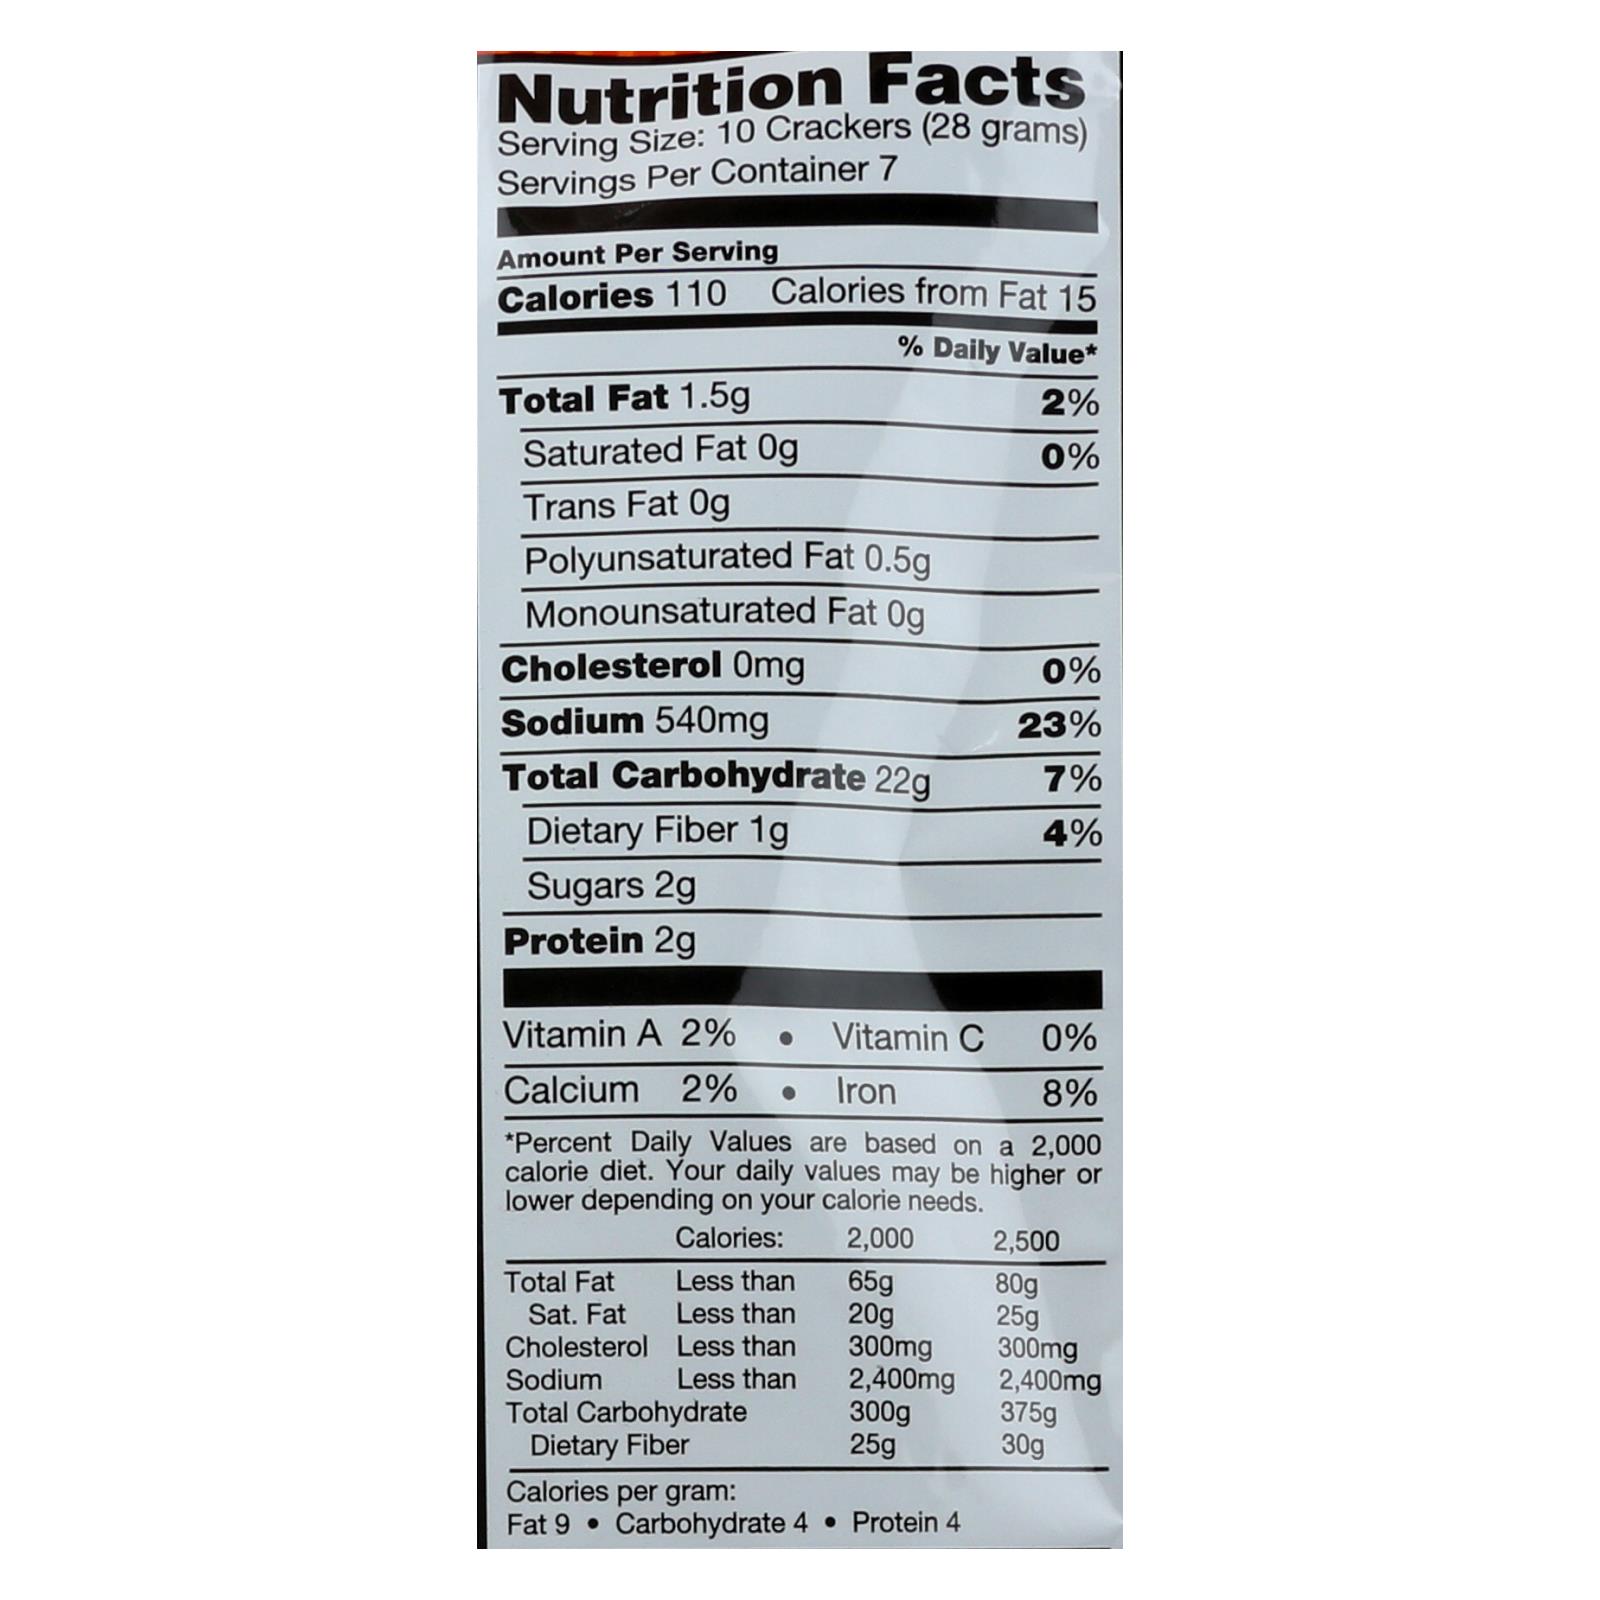 Nutrition Facts
Serving Size: 10 Crackers (28 grams)
Servings Per Container 7
Amount Per Serving
Calories 110 Calories from Fat 15
% Daily Value*
Total Fat 1.5g 2%
Saturated Fat 0g 0%
Trans Fat 0g
Polyunsaturated Fat 0.5g
Monounsaturated Fat 0g
Cholesterol 0mg 0%
Sodium 540mg 23%
Total Carbohydrate 22g 7%
Dietary Fiber 1g 4%
Sugars 2g
Protein 2g
Vitamin A 2% • Vitamin C 0%
Calcium 2% • Iron 8%
*Percent Daily Values are based on a 2,000
calorie diet. Your daily values may be higher or
lower depending on your calorie needs.
Calories: 2,000 2,500
Total Fat Less than 65g 80g
Sat. Fat Less than 20g 25g
Cholesterol Less than 300mg 300mg
Sodium Less than 2,400mg 2,400mg
Total Carbohydrate 300g 375g
Dietary Fiber 25g 30g
Calories per gram:
Fat 9 • Carbohydrate 4 • Protein 4